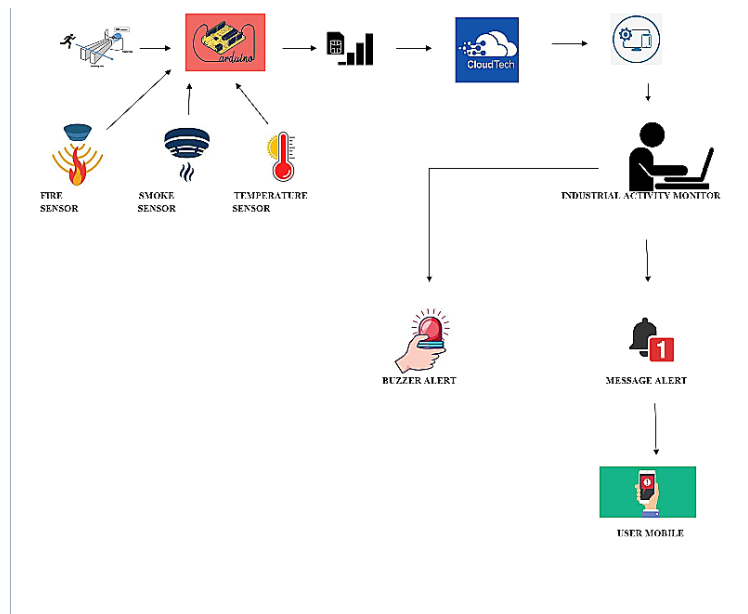 arduino
CloudTech
FIRE
SENSOR
SMOKE
SENSOR
TEMPERATURE
SENSOR
INDUSTRIAL ACTIVITY MONITOR
BUZZER ALERT
1
MESSAGE ALERT
USER MOBILE